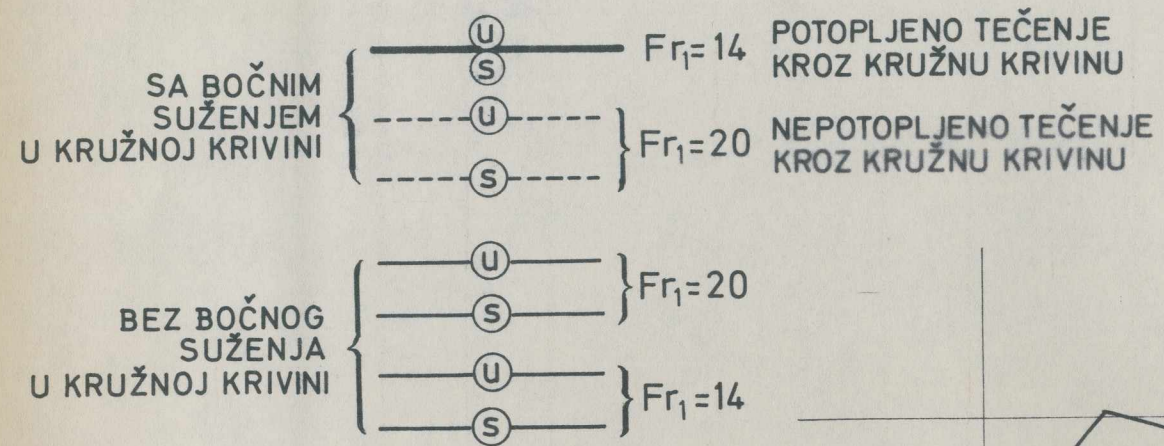 SA BOČNIM
SUŽENJEM
U KRUŽNOJ KRIVINI
U
S
Fr₁=14
POTOPLJENO TEČENJE
KROZ KRUŽNU KRIVINU
U
S
Fr₁=20
NEPOTOPLJENO TEČENJE
KROZ KRUŽNU KRIVINU
BEZ BOČNOG
SUŽENJA
U KRUŽNOJ KRIVINI
U
S
Fr₁=20
U
S
Fr₁=14